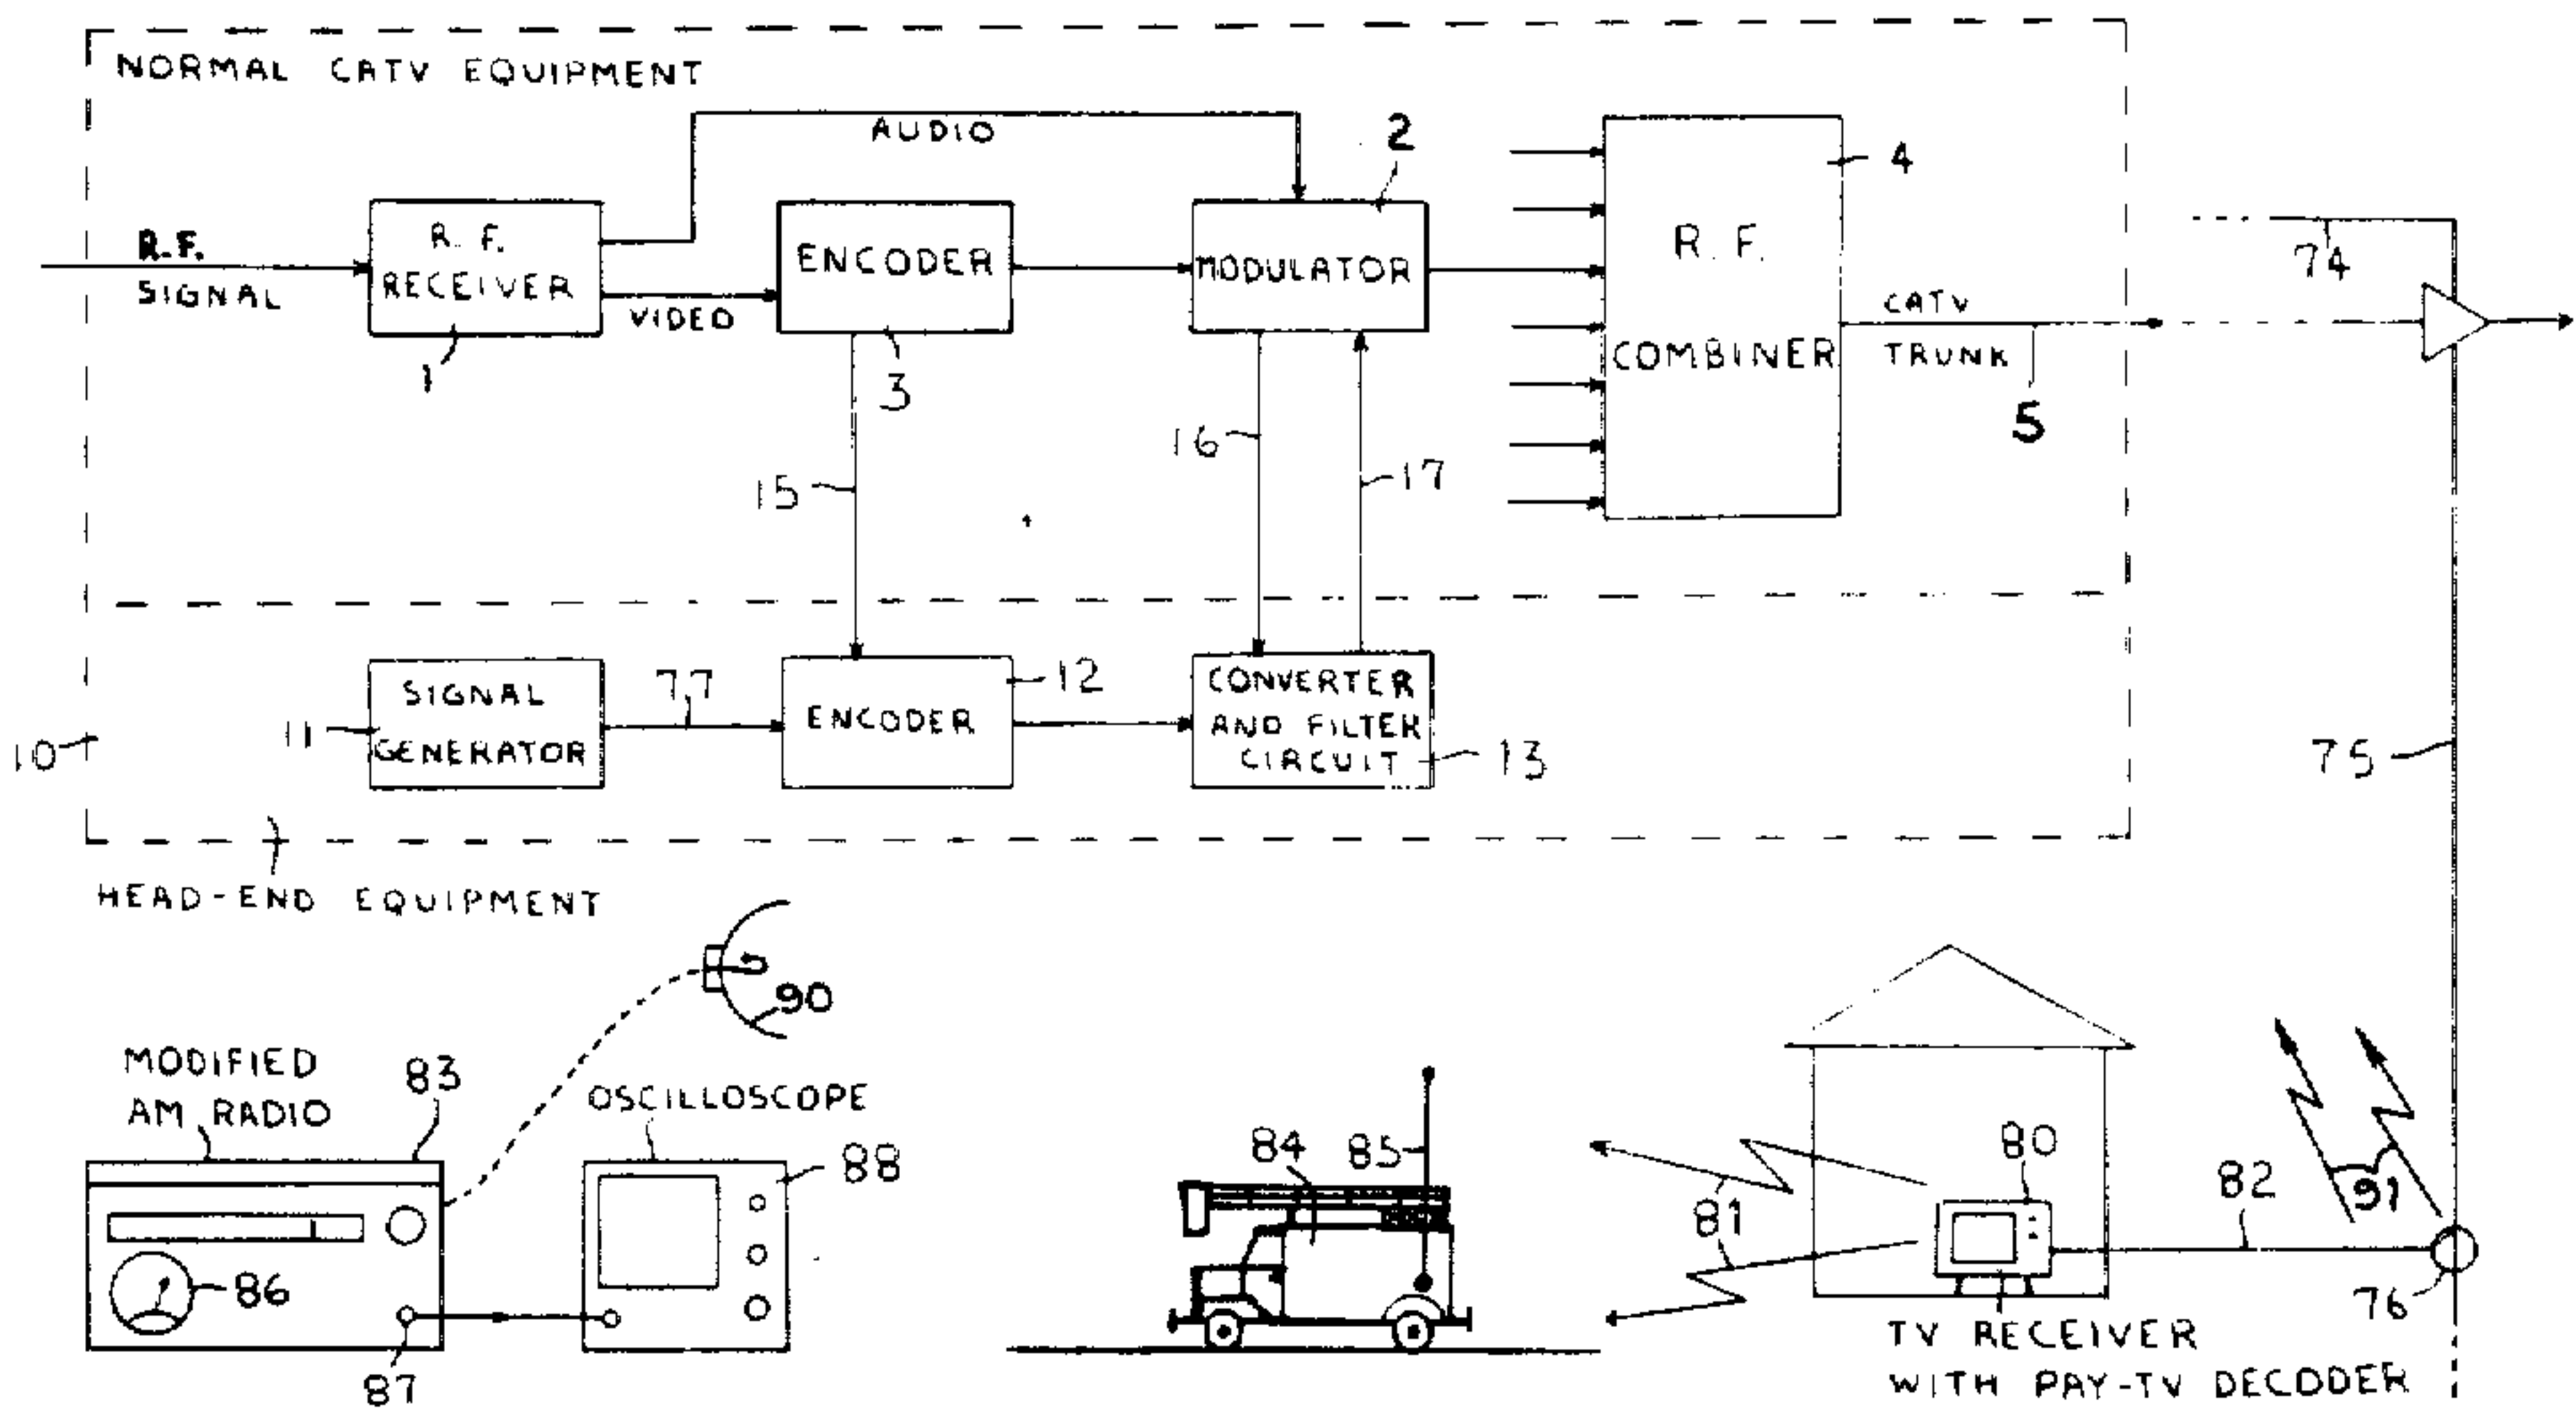 NORMAL CATV EQUIPMENT
AUDIO
2
4
R.F.
SIGNAL
R.F.
RECEIVER
1
VIDEO
ENCODER
3
MODULATOR
R.F.
COMBINER
CATV
TRUNK
5
74
15
16
17
10
11
SIGNAL
GENERATOR
77
ENCODER
12
CONVERTER
AND FILTER
CIRCUIT
13
75
HEAD-END EQUIPMENT
90
MODIFIED
AM RADIO
83
OSCILLOSCOPE
88
86
87
84
85
81
81
80
82
91
76
TV RECEIVER
WITH PAY-TV DECODER